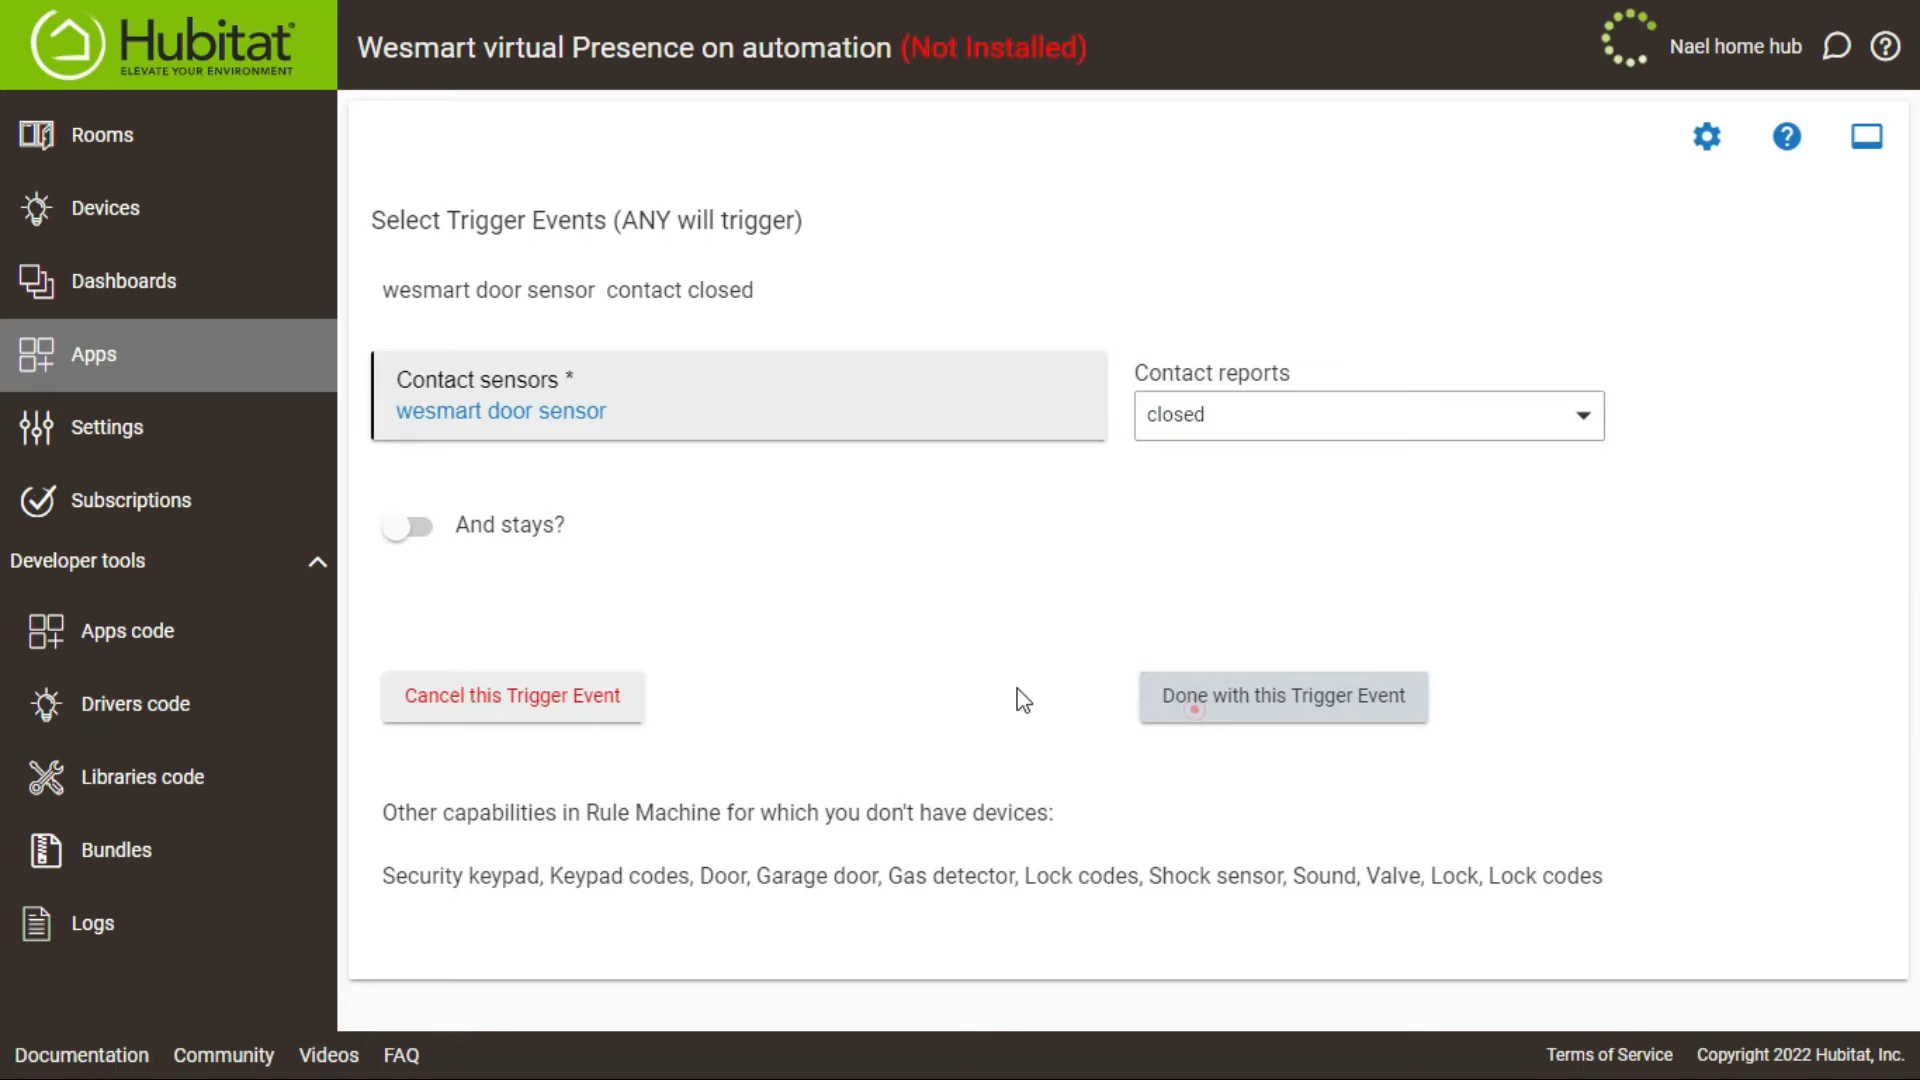 Hubitat
ELEVATE YOUR ENVIRONMENT
Wesmart virtual Presence on automation (Not Installed)
Nael home hub
Rooms
Devices
Dashboards
Apps
Settings
Subscriptions
Developer tools
Apps code
Drivers code
Libraries code
Bundles
Logs
Select Trigger Events (ANY will trigger)
wesmart door sensor contact closed
Contact sensors *
wesmart door sensor
Contact reports
closed
And stays?
Cancel this Trigger Event
Done with this Trigger Event
Other capabilities in Rule Machine for which you don't have devices:
Security keypad, Keypad codes, Door, Garage door, Gas detector, Lock codes, Shock sensor, Sound, Valve, Lock, Lock codes
Documentation Community Videos FAQ
Terms of Service Copyright 2022 Hubitat, Inc.